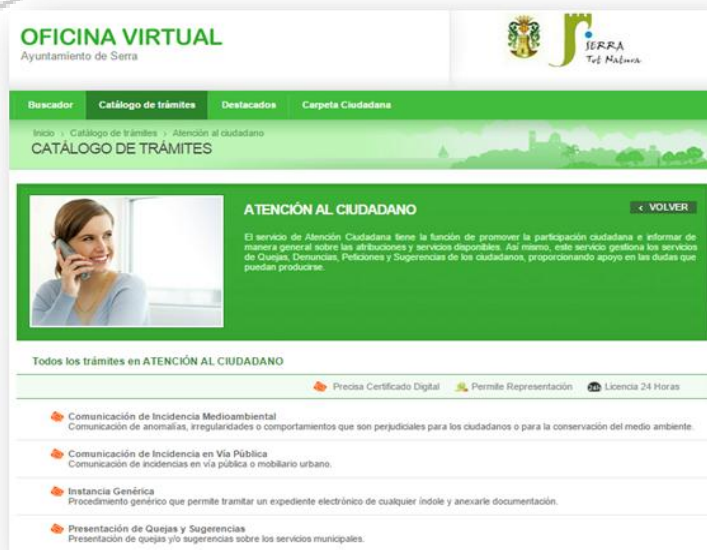 OFICINA VIRTUAL
Ayuntamiento de Serra
SERRA
Tot Natura
Buscador Catálogo de trámites Destacados Carpeta Ciudadana
Inicio › Catálogo de trámites › Atención al ciudadano
CATÁLOGO DE TRÁMITES
ATENCIÓN AL CIUDADANO
‹ VOLVER
El servicio de Atención Ciudadana tiene la función de promover la participación ciudadana e informar de
manera general sobre las atribuciones y servicios disponibles. Así mismo, este servicio gestiona los servicios
de Quejas, Denuncias, Peticiones y Sugerencias de los ciudadanos, proporcionando apoyo en las dudas que
puedan producirse.
Todos los trámites en ATENCIÓN AL CIUDADANO
Precisa Certificado Digital Permite Representación 24h Licencia 24 Horas
Comunicación de Incidencia Medioambiental
Comunicación de anomalías, irregularidades o comportamientos que son perjudiciales para los ciudadanos o para la conservación del medio ambiente.
Comunicación de Incidencia en Vía Pública
Comunicación de incidencias en vía pública o mobiliario urbano.
Instancia Genérica
Procedimiento genérico que permite tramitar un expediente electrónico de cualquier índole y anexarle documentación.
Presentación de Quejas y Sugerencias
Presentación de quejas y/o sugerencias sobre los servicios municipales.